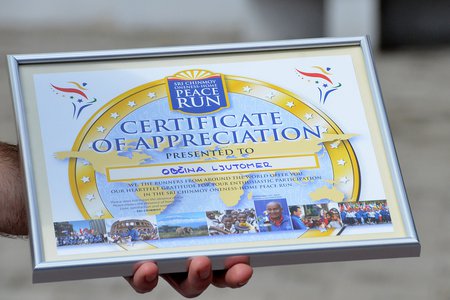 SRI CHINMOY
ONENESS-HOME
PEACE
RUN
CERTIFICATE
OF APPRECIATION
PRESENTED TO
OBČINA LJUTOMER
WE, THE RUNNERS FROM AROUND THE WORLD OFFER YOU
OUR HEARTFELT GRATITUDE FOR YOUR ENTHUSIASTIC PARTICIPATION
IN THE SRI CHINMOY ONENESS-HOME PEACE RUN